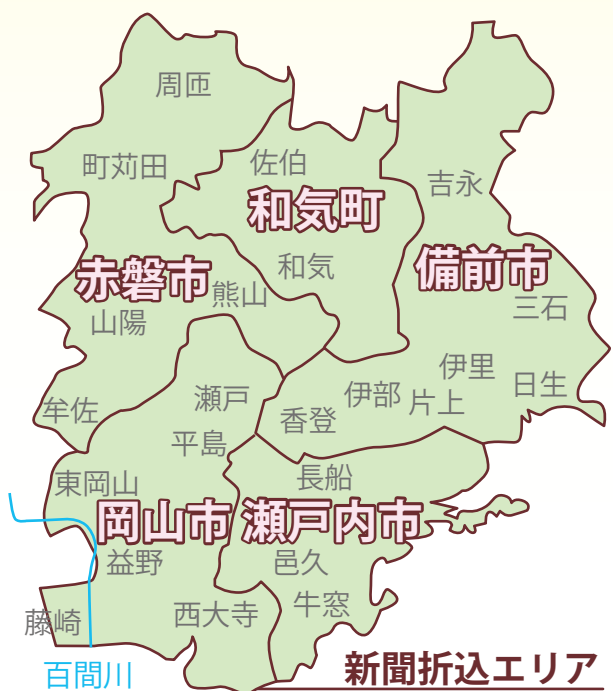 周匝
町苅田
佐伯
吉永
和気町
和気
備前市
赤磐市
熊山
山陽
三石
伊里
日生
瀬戸
伊部
片上
牟佐
香登
平島
東岡山
長船
岡山市
瀬戸内市
益野
邑久
牛窓
西大寺
藤崎
百間川
新聞折込エリア